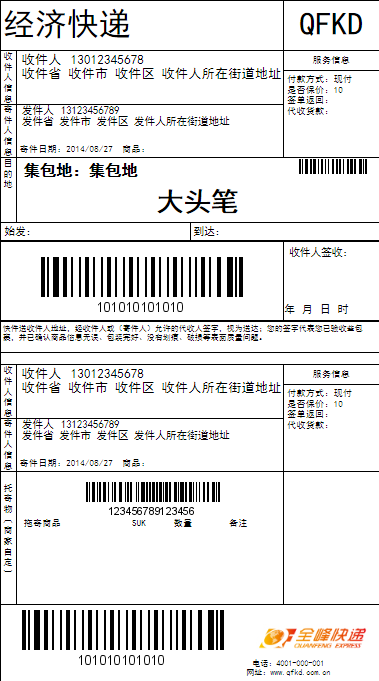 经济快递
QFKD
收件人信息
收件人 13012345678
收件省 收件市 收件区 收件人所在街道地址
服务信息
付款方式：现付
是否保价：10
签单返回：
代收货款：
寄件人信息
发件人 13123456789
发件省 发件市 发件区 发件人所在街道地址
寄件日期：2014/08/27 商品：
目的地
集包地：集包地
大头笔
始发：
到达：
101010101010
收件人签收：
年 月 日 时
快件送收件人地址，经收件人或（寄件人）允许的代收人签字，视为送达；您的签字代表您已验收些包
裹，并已确认商品信息无误、包装完好、没有划痕、破损等表面质量问题。
收件人信息
收件人 13012345678
收件省 收件市 收件区 收件人所在街道地址
服务信息
付款方式：现付
是否保价：10
签单返回：
代收货款：
寄件人信息
发件人 13123456789
发件省 发件市 发件区 发件人所在街道地址
寄件日期：2014/08/27 商品：
托寄物（商家自定）
123456789123456
拖寄商品 SUK 数量 备注
101010101010
全峰快递
QUANFENG EXPRESS
电话：4001-000-001
网址：www.qfkd.com.cn